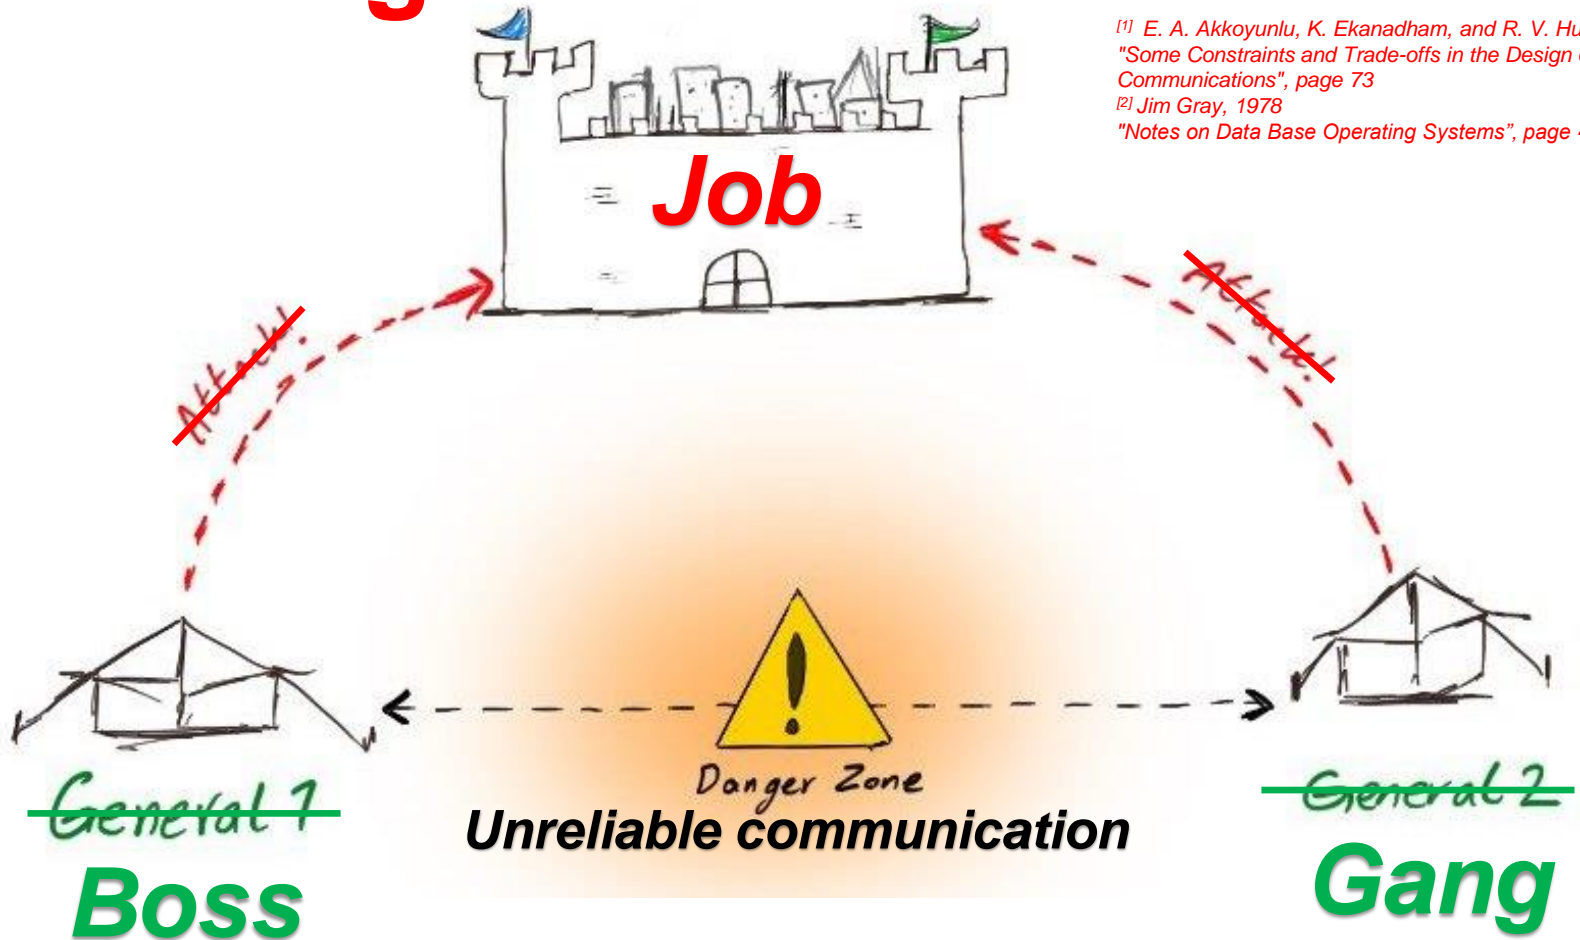 [1] E. A. Akkoyunlu, K. Ekanadham, and R. V.
"Some Constraints and Trade-offs in the Design
Communications", page 73
[2] Jim Gray, 1978
"Notes on Data Base Operating Systems", page
Job
Attack!
Attack!
Danger Zone
Unreliable communication
General 1
General 2
Boss
Gang